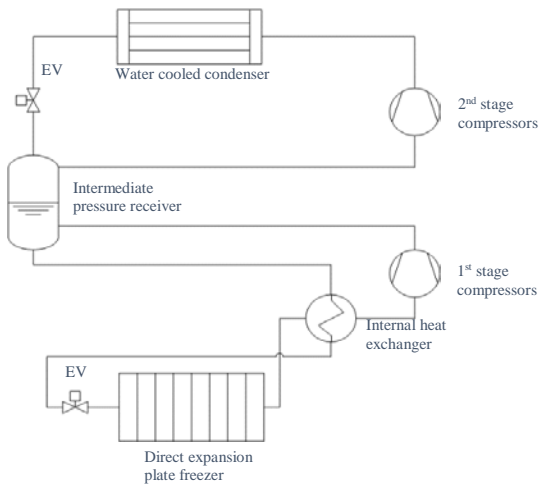 Water cooled condenser
EV
2nd stage
compressors
Intermediate
pressure receiver
1st stage
compressors
Internal heat
exchanger
EV
Direct expansion
plate freezer